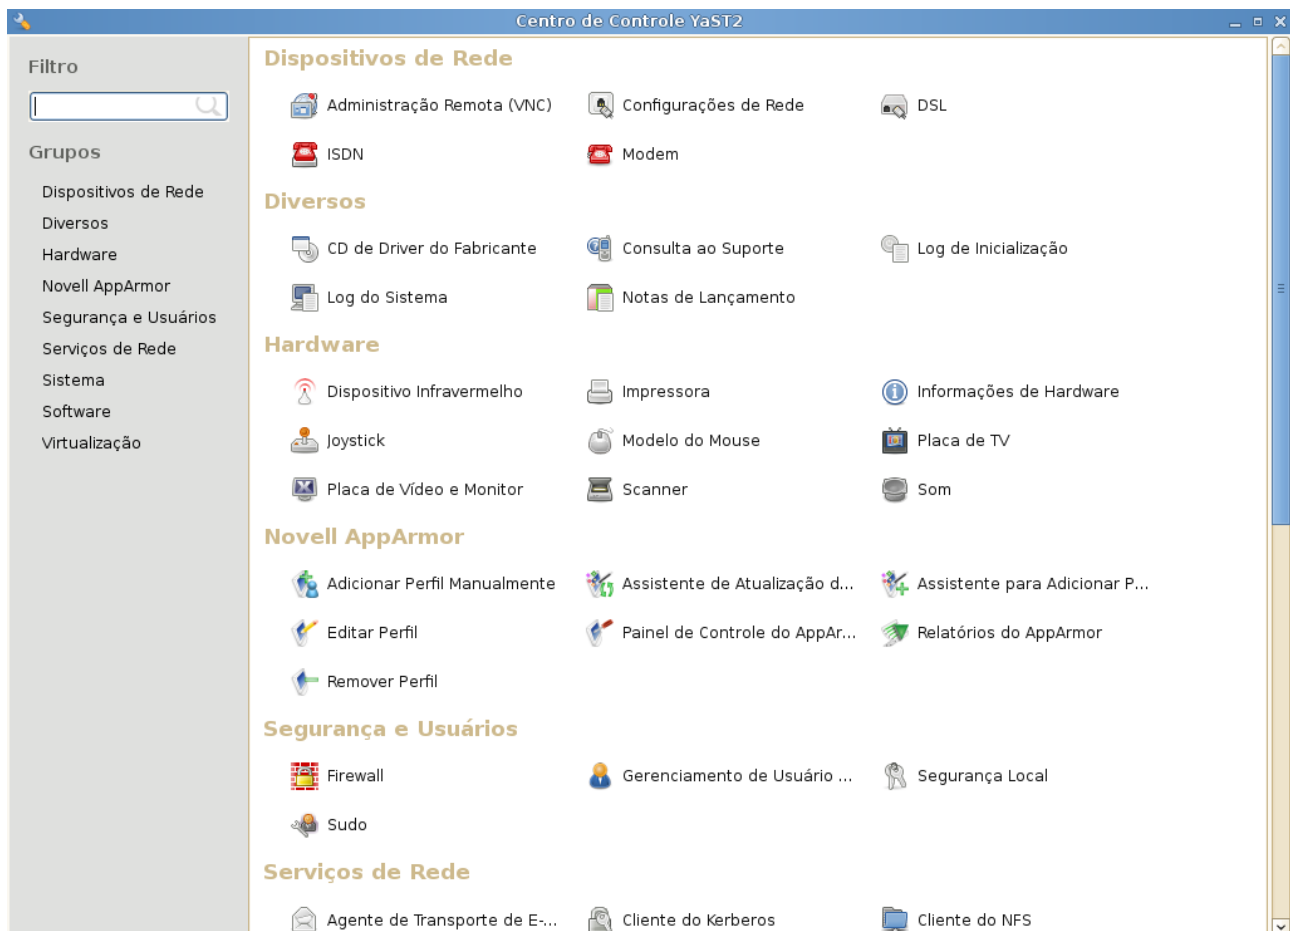 Centro de Controle YaST2
Filtro
Grupos
Dispositivos de Rede
Diversos
Hardware
Novell AppArmor
Segurança e Usuários
Serviços de Rede
Sistema
Software
Virtualização
Dispositivos de Rede
Administração Remota (VNC)
Configurações de Rede
DSL
ISDN
Modem
Diversos
CD de Driver do Fabricante
Consulta ao Suporte
Log de Inicialização
Log do Sistema
Notas de Lançamento
Hardware
Dispositivo Infravermelho
Impressora
Informações de Hardware
Joystick
Modelo do Mouse
Placa de TV
Placa de Vídeo e Monitor
Scanner
Som
Novell AppArmor
Adicionar Perfil Manualmente
Assistente de Atualização d...
Assistente para Adicionar P...
Editar Perfil
Painel de Controle do AppAr...
Relatórios do AppArmor
Remover Perfil
Segurança e Usuários
Firewall
Gerenciamento de Usuário ...
Segurança Local
Sudo
Serviços de Rede
Agente de Transporte de E-...
Cliente do Kerberos
Cliente do NFS